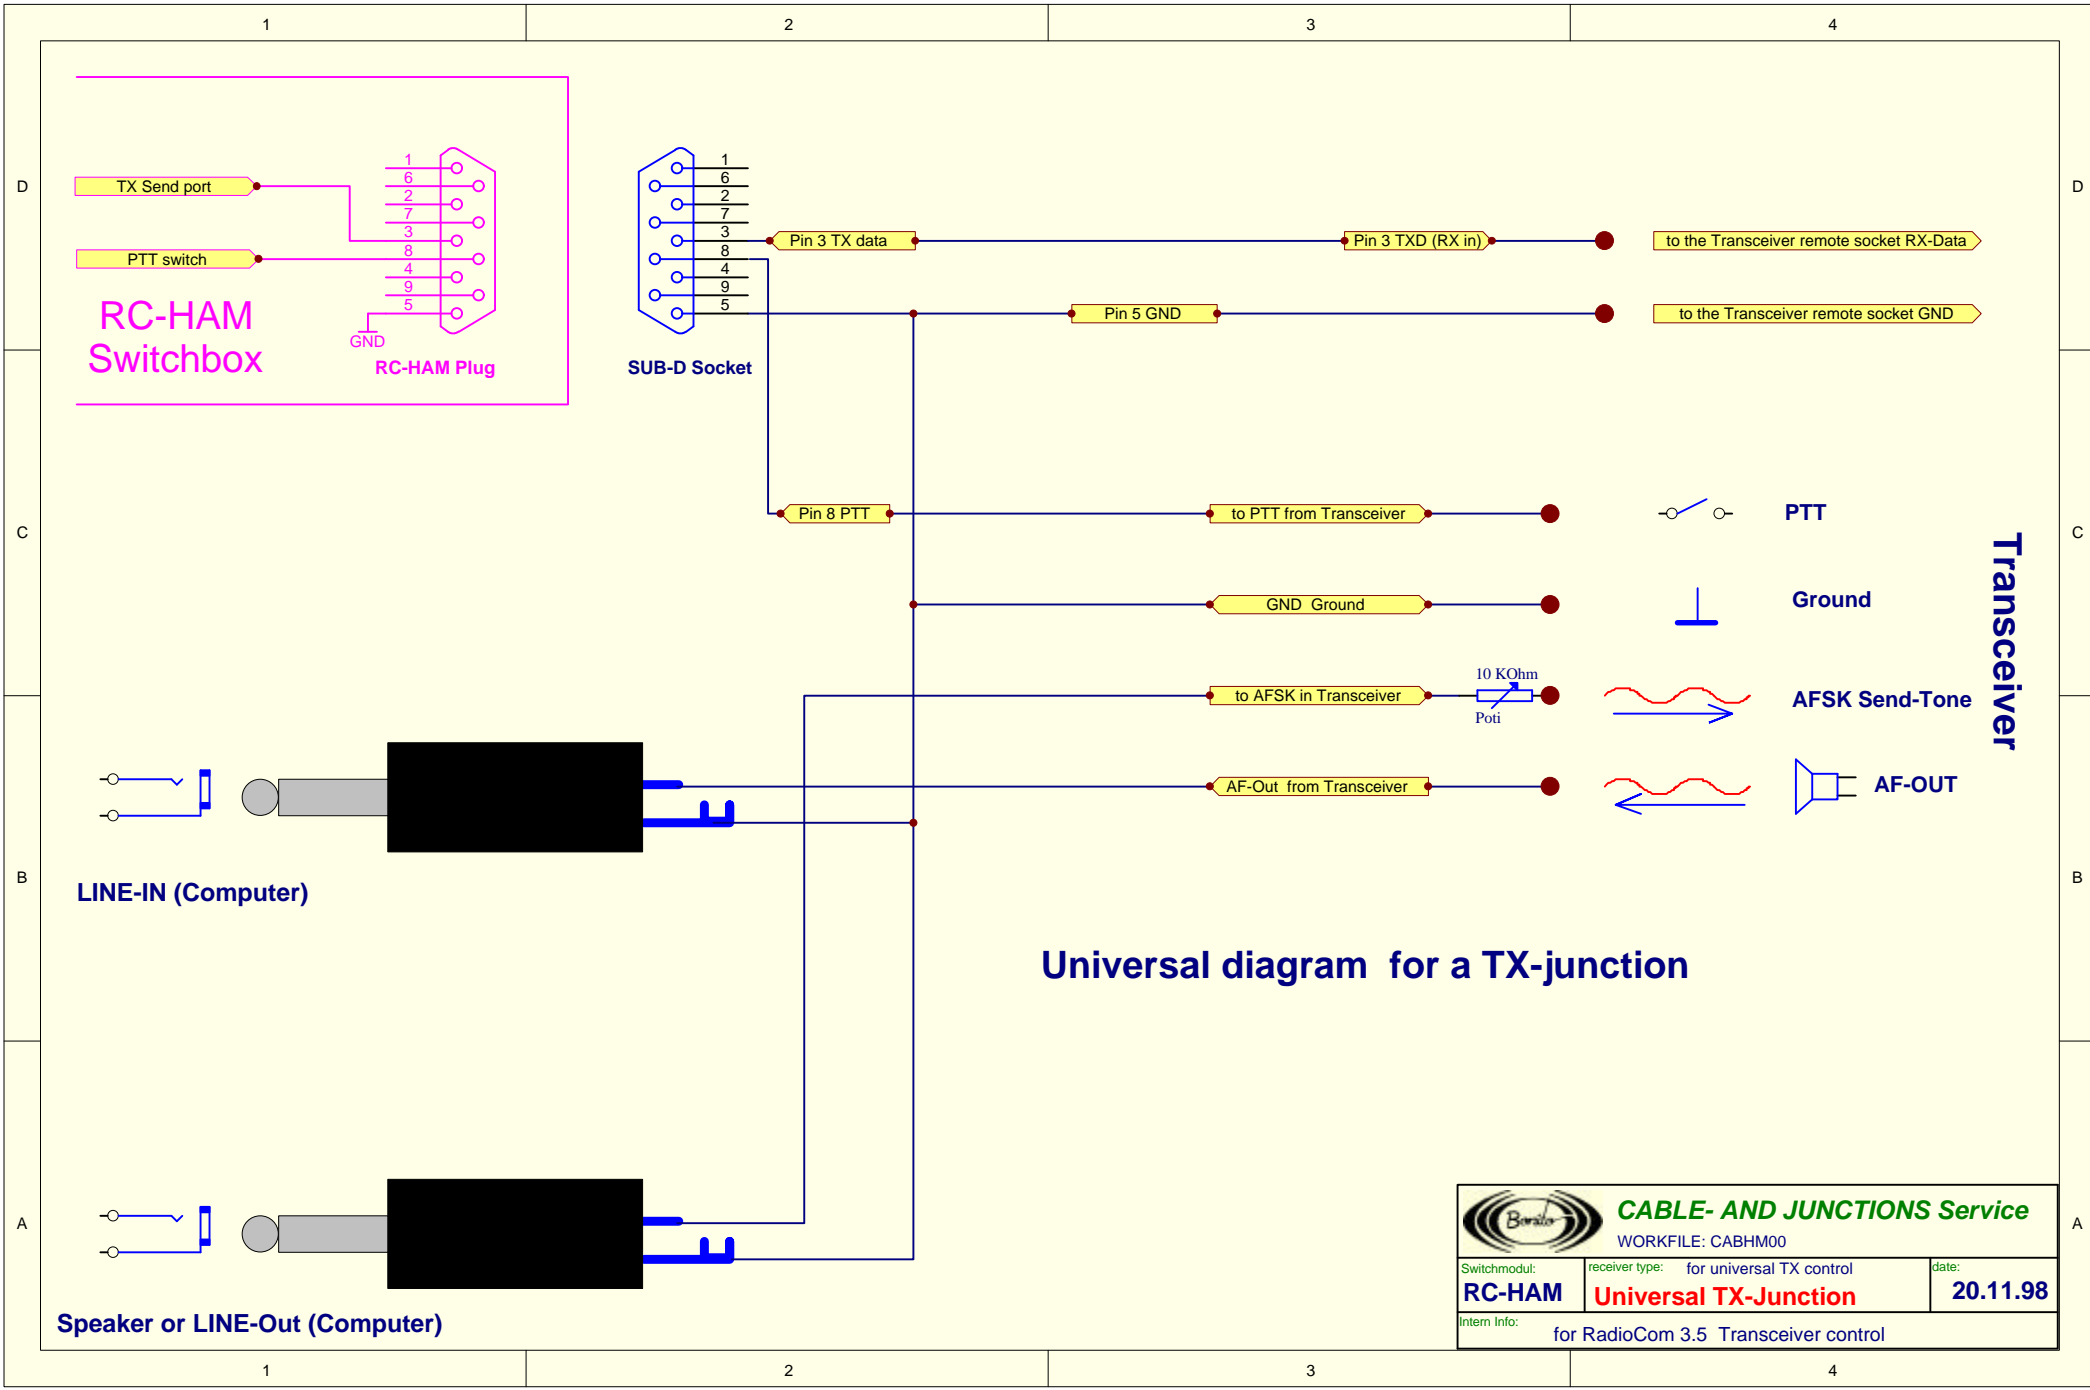 1 2 3 4
D D
C C
B B
A A
TX Send port
PTT switch
RC-HAM
Switchbox
1
6
2
7
3
8
4
9
5
GND
RC-HAM Plug
1
6
2
7
3
8
4
9
5
SUB-D Socket
Pin 3 TX data
Pin 3 TXD (RX in)
to the Transceiver remote socket RX-Data
Pin 5 GND
to the Transceiver remote socket GND
Pin 8 PTT
to PTT from Transceiver
PTT
GND Ground
Ground
to AFSK in Transceiver
10 KOhm
Poti
AFSK Send-Tone
AF-Out from Transceiver
AF-OUT
Transceiver
LINE-IN (Computer)
Universal diagram for a TX-junction
Speaker or LINE-Out (Computer)
Bonito
CABLE- AND JUNCTIONS Service
WORKFILE: CABHM00
Switchmodul:
RC-HAM
receiver type: for universal TX control
Universal TX-Junction
date:
20.11.98
Intern Info:
for RadioCom 3.5 Transceiver control
1 2 3 4